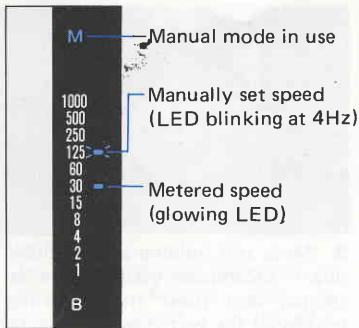 M
Manual mode in use
1000
500
250
125
60
30
15
8
4
2
1
B
Manually set speed
(LED blinking at 4Hz)
Metered speed
(glowing LED)